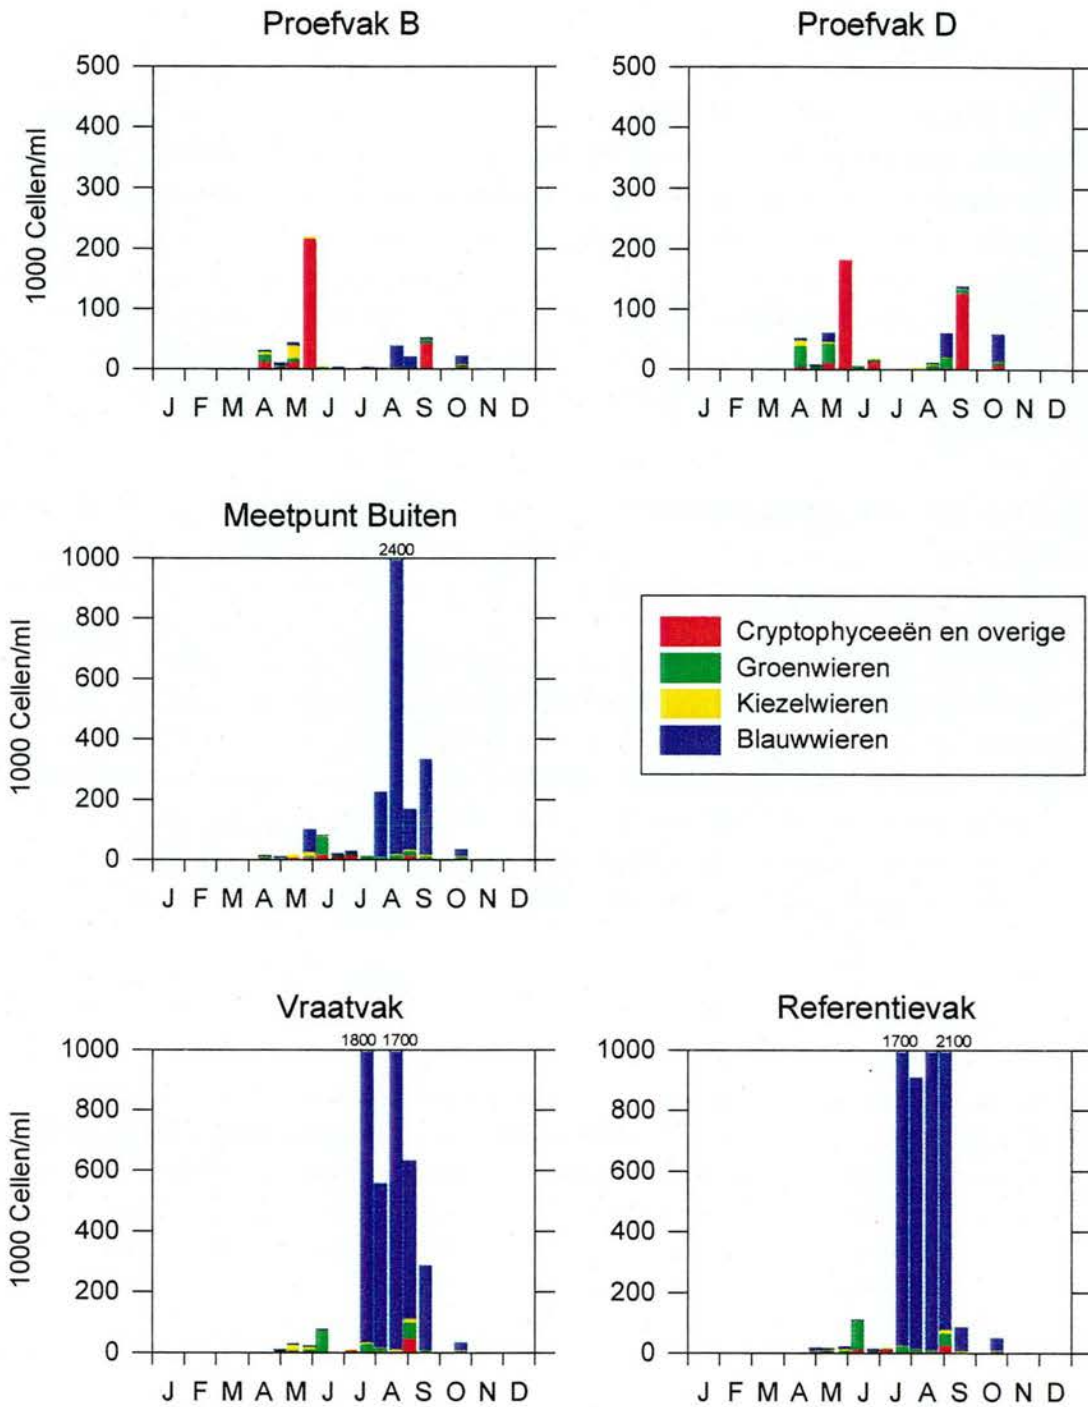 Proefvak B
1000 Cellen/ml
500
400
300
200
100
0
J F M A M J J A S O N D
Proefvak D
500
400
300
200
100
0
J F M A M J J A S O N D
Meetpunt Buiten
2400
1000 Cellen/ml
1000
800
600
400
200
0
J F M A M J J A S O N D
Cryptophyceeën en overige
Groenwieren
Kiezelwieren
Blauwwieren
Vraatvak
1800 1700
1000 Cellen/ml
1000
800
600
400
200
0
J F M A M J J A S O N D
Referentievak
1700 2100
1000
800
600
400
200
0
J F M A M J J A S O N D